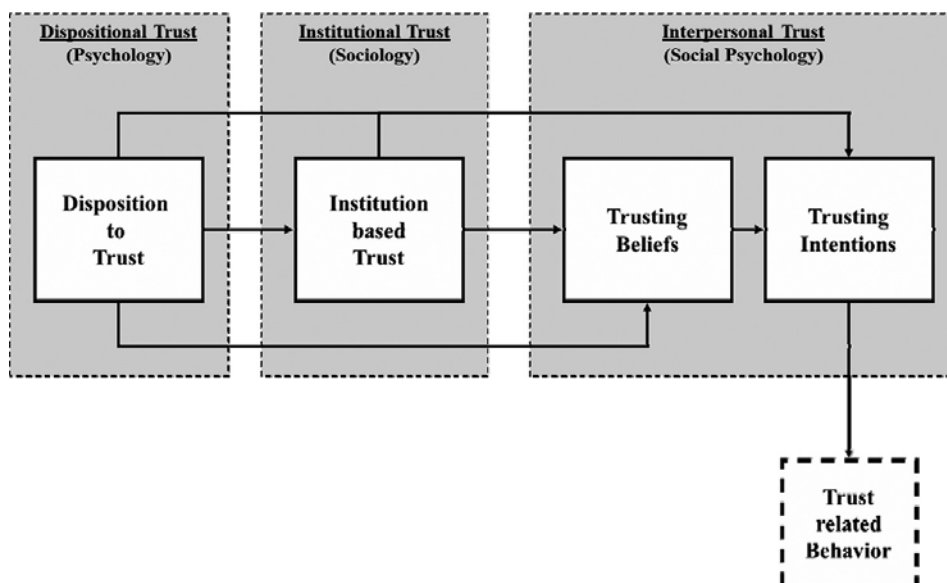 Dispositional Trust
(Psychology)
Institutional Trust
(Sociology)
Interpersonal Trust
(Social Psychology)
Disposition
to
Trust
Institution
based
Trust
Trusting
Beliefs
Trusting
Intentions
Trust
related
Behavior